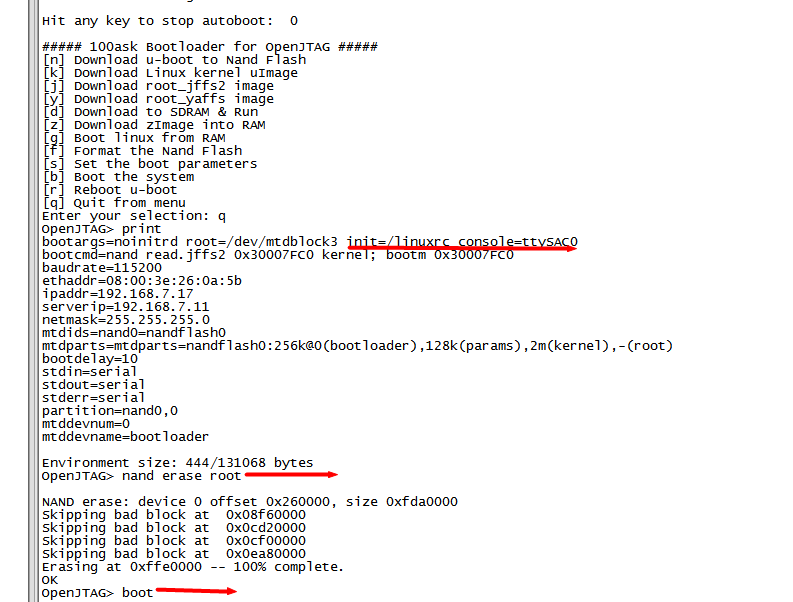 Hit any key to stop autoboot:  0
##### 100ask Bootloader for OpenJTAG #####
[n] Download u-boot to Nand Flash
[k] Download Linux kernel uImage
[j] Download root_jffs2 image
[y] Download root_yaffs image
[d] Download to SDRAM & Run
[z] Download zImage into RAM
[g] Boot linux from RAM
[f] Format the Nand Flash
[s] Set the boot parameters
[b] Boot the system
[r] Reboot u-boot
[q] Quit from menu
Enter your selection: q
OpenJTAG> print
bootargs=noinitrd root=/dev/mtdblock3 init=/linuxrc console=ttySAC0
bootcmd=nand read.jffs2 0x30007FC0 kernel; bootm 0x30007FC0
baudrate=115200
ethaddr=08:00:3e:26:0a:5b
ipaddr=192.168.7.17
serverip=192.168.7.11
netmask=255.255.255.0
mtdids=nand0=nandflash0
mtdparts=mtdparts=nandflash0:256k@0(bootloader),128k(params),2m(kernel),-(root)
bootdelay=10
stdin=serial
stdout=serial
stderr=serial
partition=nand0,0
mtddevnum=0
mtddevname=bootloader
Environment size: 444/131068 bytes
OpenJTAG> nand erase root
NAND erase: device 0 offset 0x260000, size 0xfda0000
Skipping bad block at  0x08f60000
Skipping bad block at  0x0cd20000
Skipping bad block at  0x0cf00000
Skipping bad block at  0x0ea80000
Erasing at 0xffe0000 -- 100% complete.
OK
OpenJTAG> boot